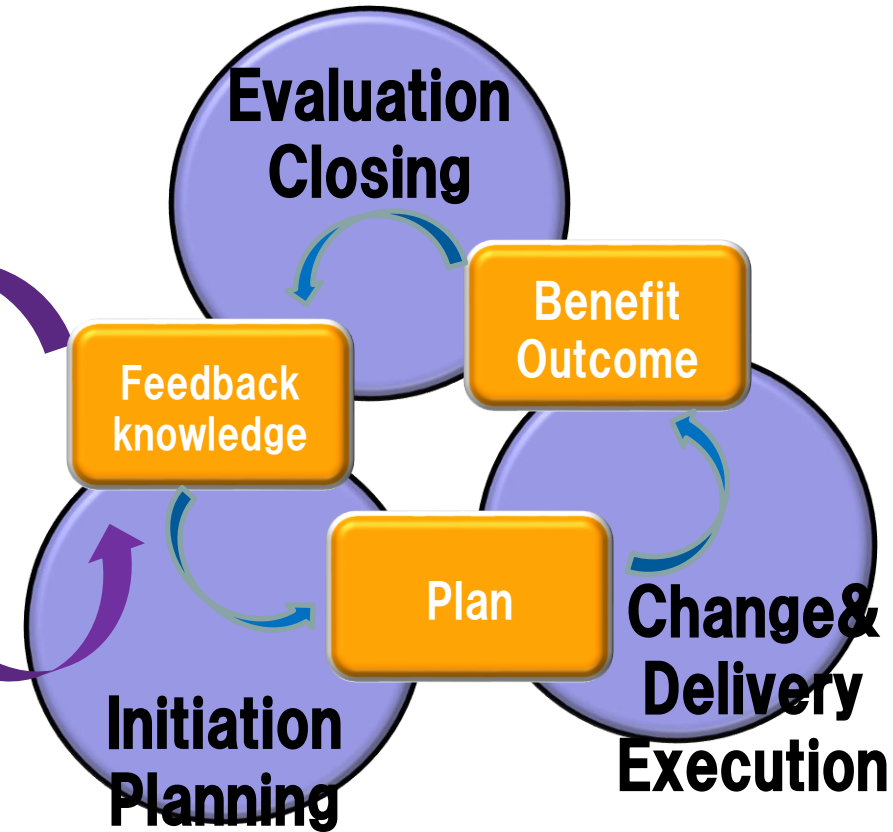 Evaluation
Closing
Benefit
Outcome
Feedback
knowledge
Plan
Change&
Delivery
Execution
Initiation
Planning